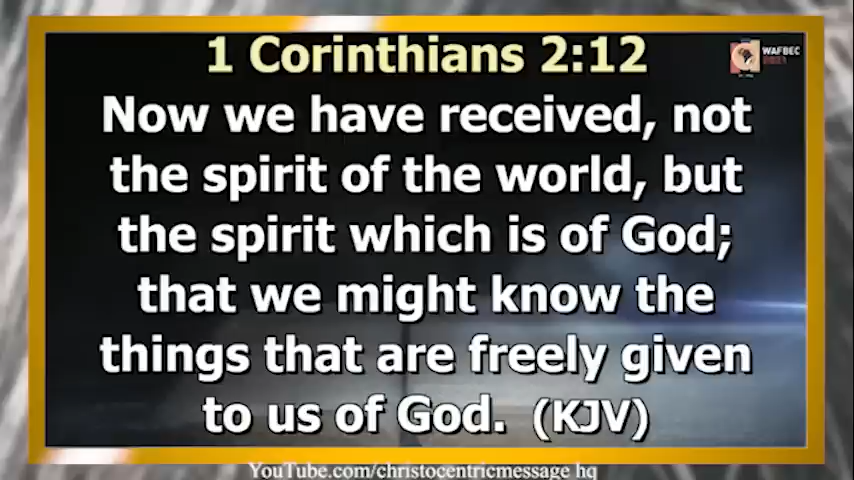 1 Corinthians 2:12
WAFBEC
Now we have received, not
the spirit of the world, but
the spirit which is of God;
that we might know the
things that are freely given
to us of God. (KJV)
YouTube.com/christocentricmessage hq